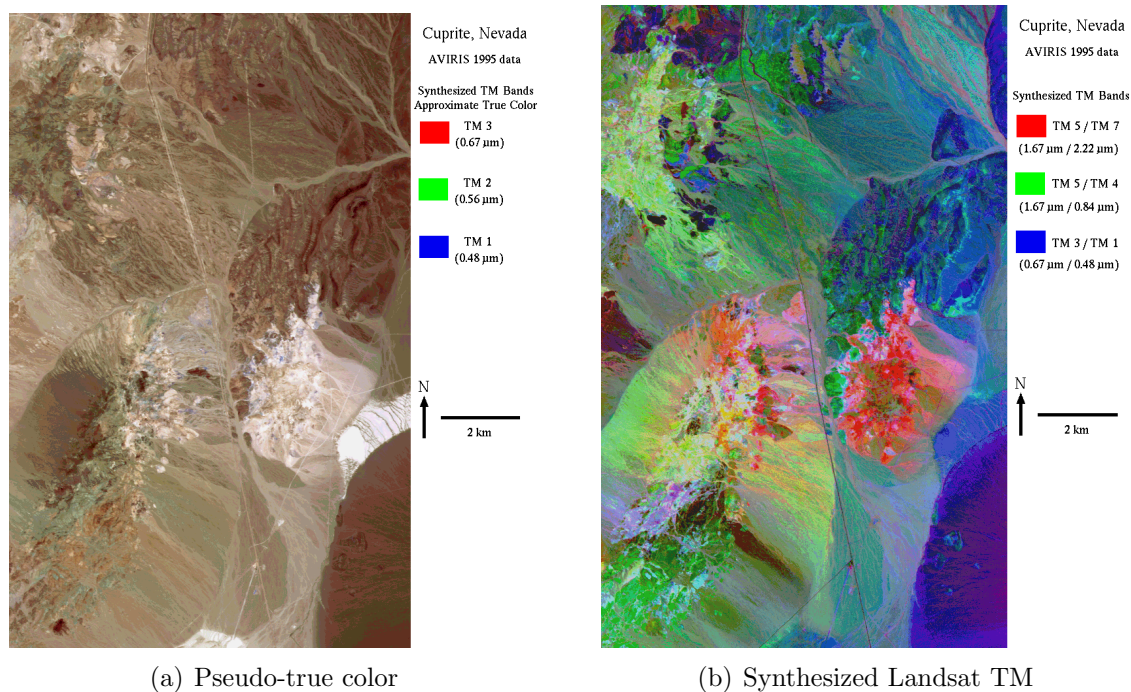 Cuprite, Nevada
AVIRIS 1995 data
Synthesized TM Bands
Approximate True Color
TM 3
(0.67 µm)
TM 2
(0.56 µm)
TM 1
(0.48 µm)
N
2 km
(a) Pseudo-true color
Cuprite, Nevada
AVIRIS 1995 data
Synthesized TM Bands
TM 5 / TM 7
(1.67 µm / 2.22 µm)
TM 5 / TM 4
(1.67 µm / 0.84 µm)
TM 3 / TM 1
(0.67 µm / 0.48 µm)
N
2 km
(b) Synthesized Landsat TM